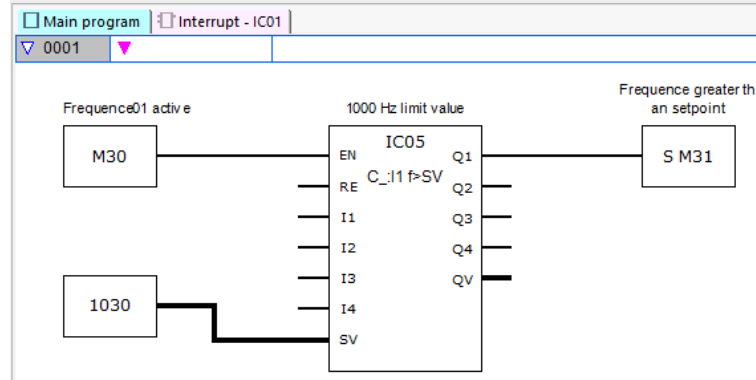 Main program
Interrupt - IC01
0001
Frequence01 active
1000 Hz limit value
Frequence greater th
an setpoint
M30
IC05
C_:I1 f>SV
EN
RE
I1
I2
I3
I4
SV
Q1
Q2
Q3
Q4
QV
S M31
1030